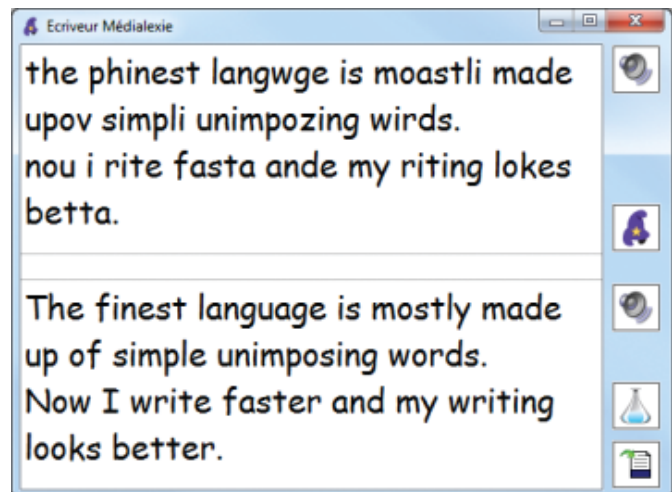 Ecriveur Médialexie
the phinest langwge is moastli made
upov simpli unimpozing wirds.
nou i rite fasta ande my riting lokes
betta.
The finest language is mostly made
up of simple unimposing words.
Now I write faster and my writing
looks better.